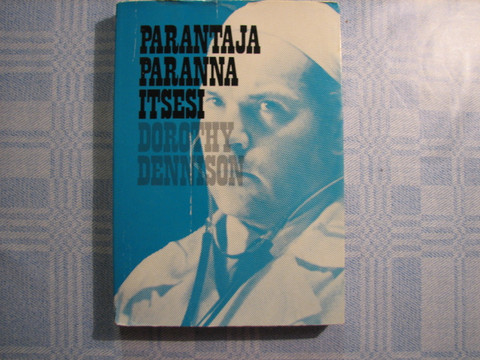 PARANTAJA
PARANNA
ITSESI
DOROTHY
DENNISON